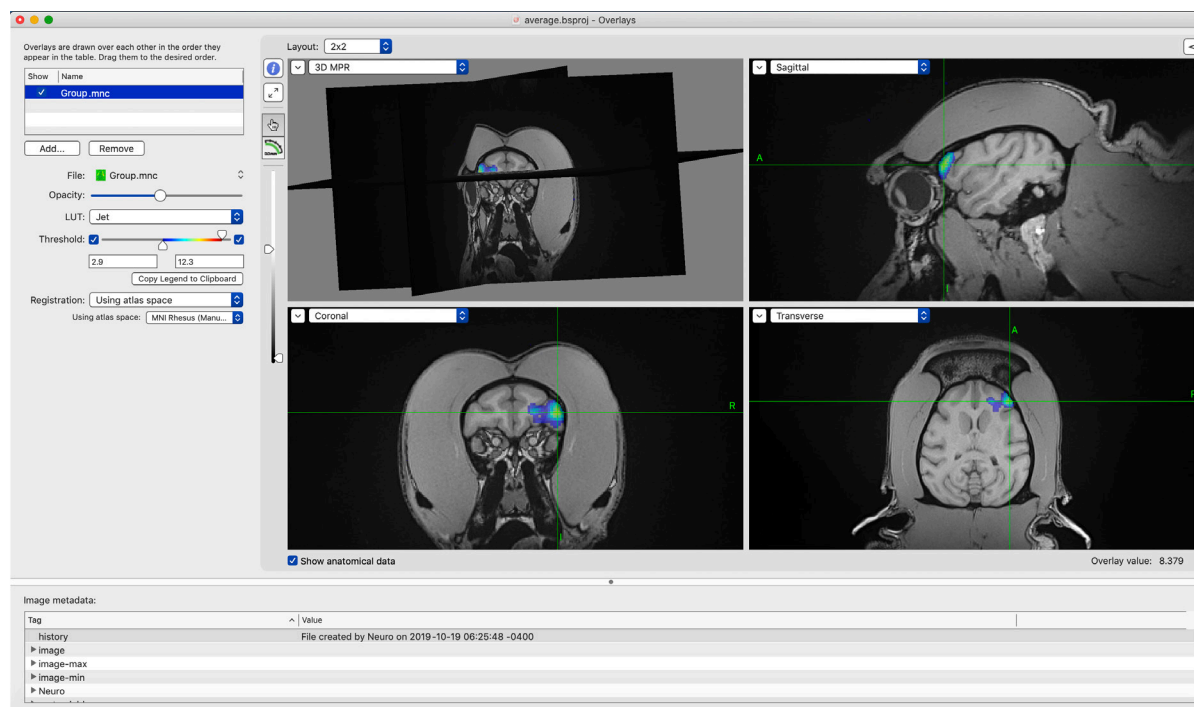 average.bsproj - Overlays
Overlays are drawn over each other in the order they
appear in the table. Drag them to the desired order.
Show Name
Group.mnc
Add... Remove
File: Group.mnc
Opacity:
LUT: Jet
Threshold:
2.9 12.3
Copy Legend to Clipboard
Registration: Using atlas space
Using atlas space: MNI Rhesus (Manu...
Layout: 2x2
3D MPR
Sagittal
A
I
Coronal
R
I
Transverse
A
Show anatomical data
Overlay value: 8.379
Image metadata:
Tag Value
history File created by Neuro on 2019-10-19 06:25:48 -0400
image
image-max
image-min
Neuro